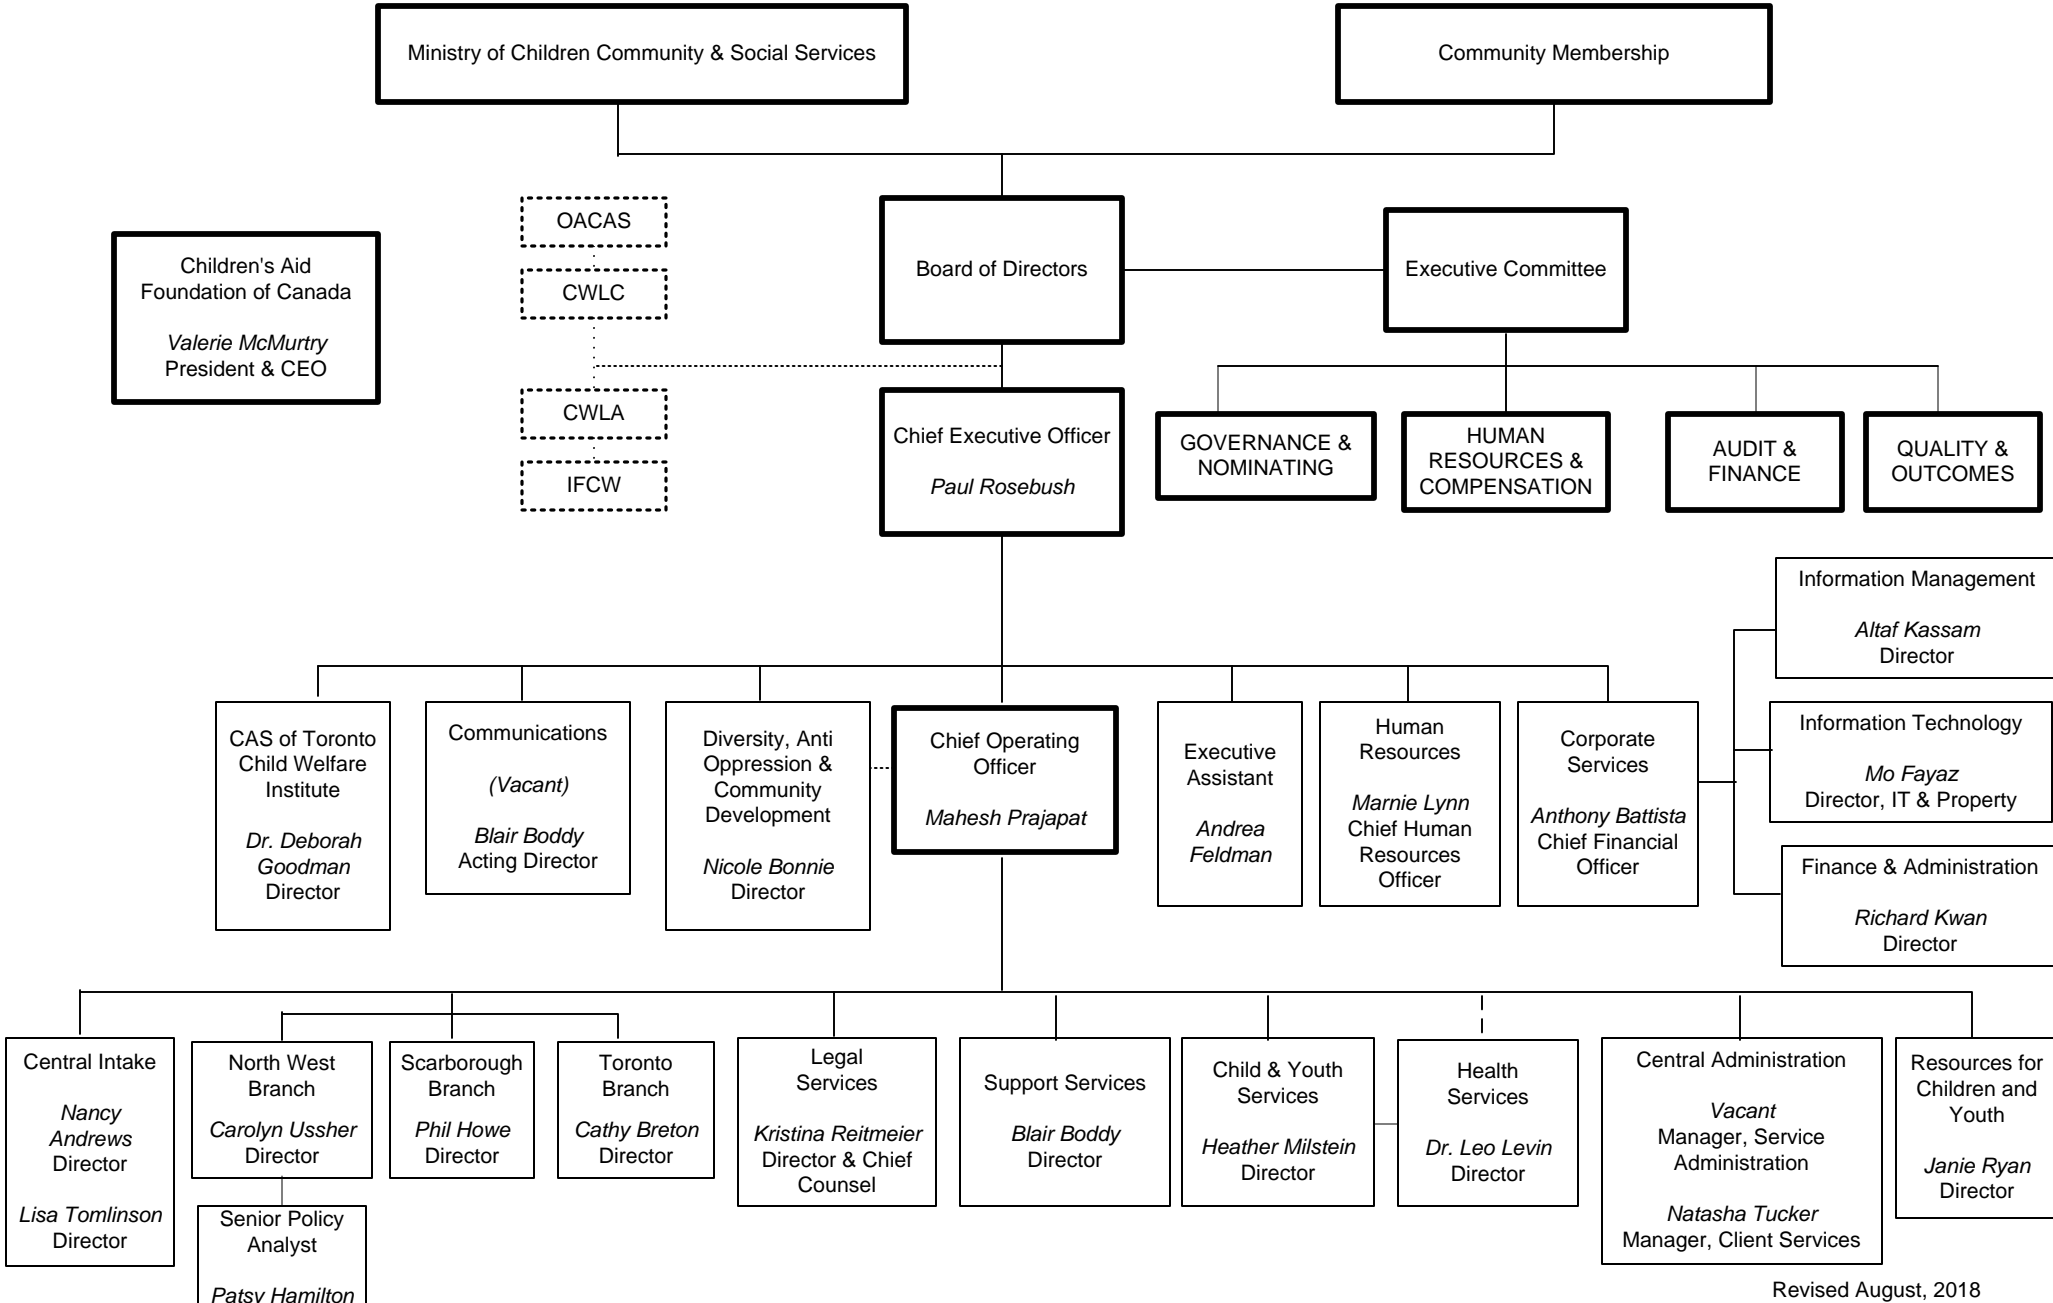 Ministry of Children Community & Social Services
Community Membership
OACAS
CWLC
CWLA
IFCW
Children's Aid
Foundation of Canada
Valerie McMurtry
President & CEO
Board of Directors
Executive Committee
Chief Executive Officer
Paul Rosebush
GOVERNANCE &
NOMINATING
HUMAN
RESOURCES &
COMPENSATION
AUDIT &
FINANCE
QUALITY &
OUTCOMES
Information Management
Altaf Kassam
Director
Information Technology
Mo Fayaz
Director, IT & Property
Finance & Administration
Richard Kwan
Director
CAS of Toronto
Child Welfare
Institute
Dr. Deborah
Goodman
Director
Communications
(Vacant)
Blair Boddy
Acting Director
Diversity, Anti
Oppression &
Community
Development
Nicole Bonnie
Director
Chief Operating
Officer
Mahesh Prajapat
Executive
Assistant
Andrea
Feldman
Human
Resources
Marnie Lynn
Chief Human
Resources
Officer
Corporate
Services
Anthony Battista
Chief Financial
Officer
Central Intake
Nancy
Andrews
Director
Lisa Tomlinson
Director
North West
Branch
Carolyn Ussher
Director
Senior Policy
Analyst
Patsy Hamilton
Scarborough
Branch
Phil Howe
Director
Toronto
Branch
Cathy Breton
Director
Legal
Services
Kristina Reitmeier
Director & Chief
Counsel
Support Services
Blair Boddy
Director
Child & Youth
Services
Heather Milstein
Director
Health
Services
Dr. Leo Levin
Director
Central Administration
Vacant
Manager, Service
Administration
Natasha Tucker
Manager, Client Services
Resources for
Children and
Youth
Janie Ryan
Director
Revised August, 2018